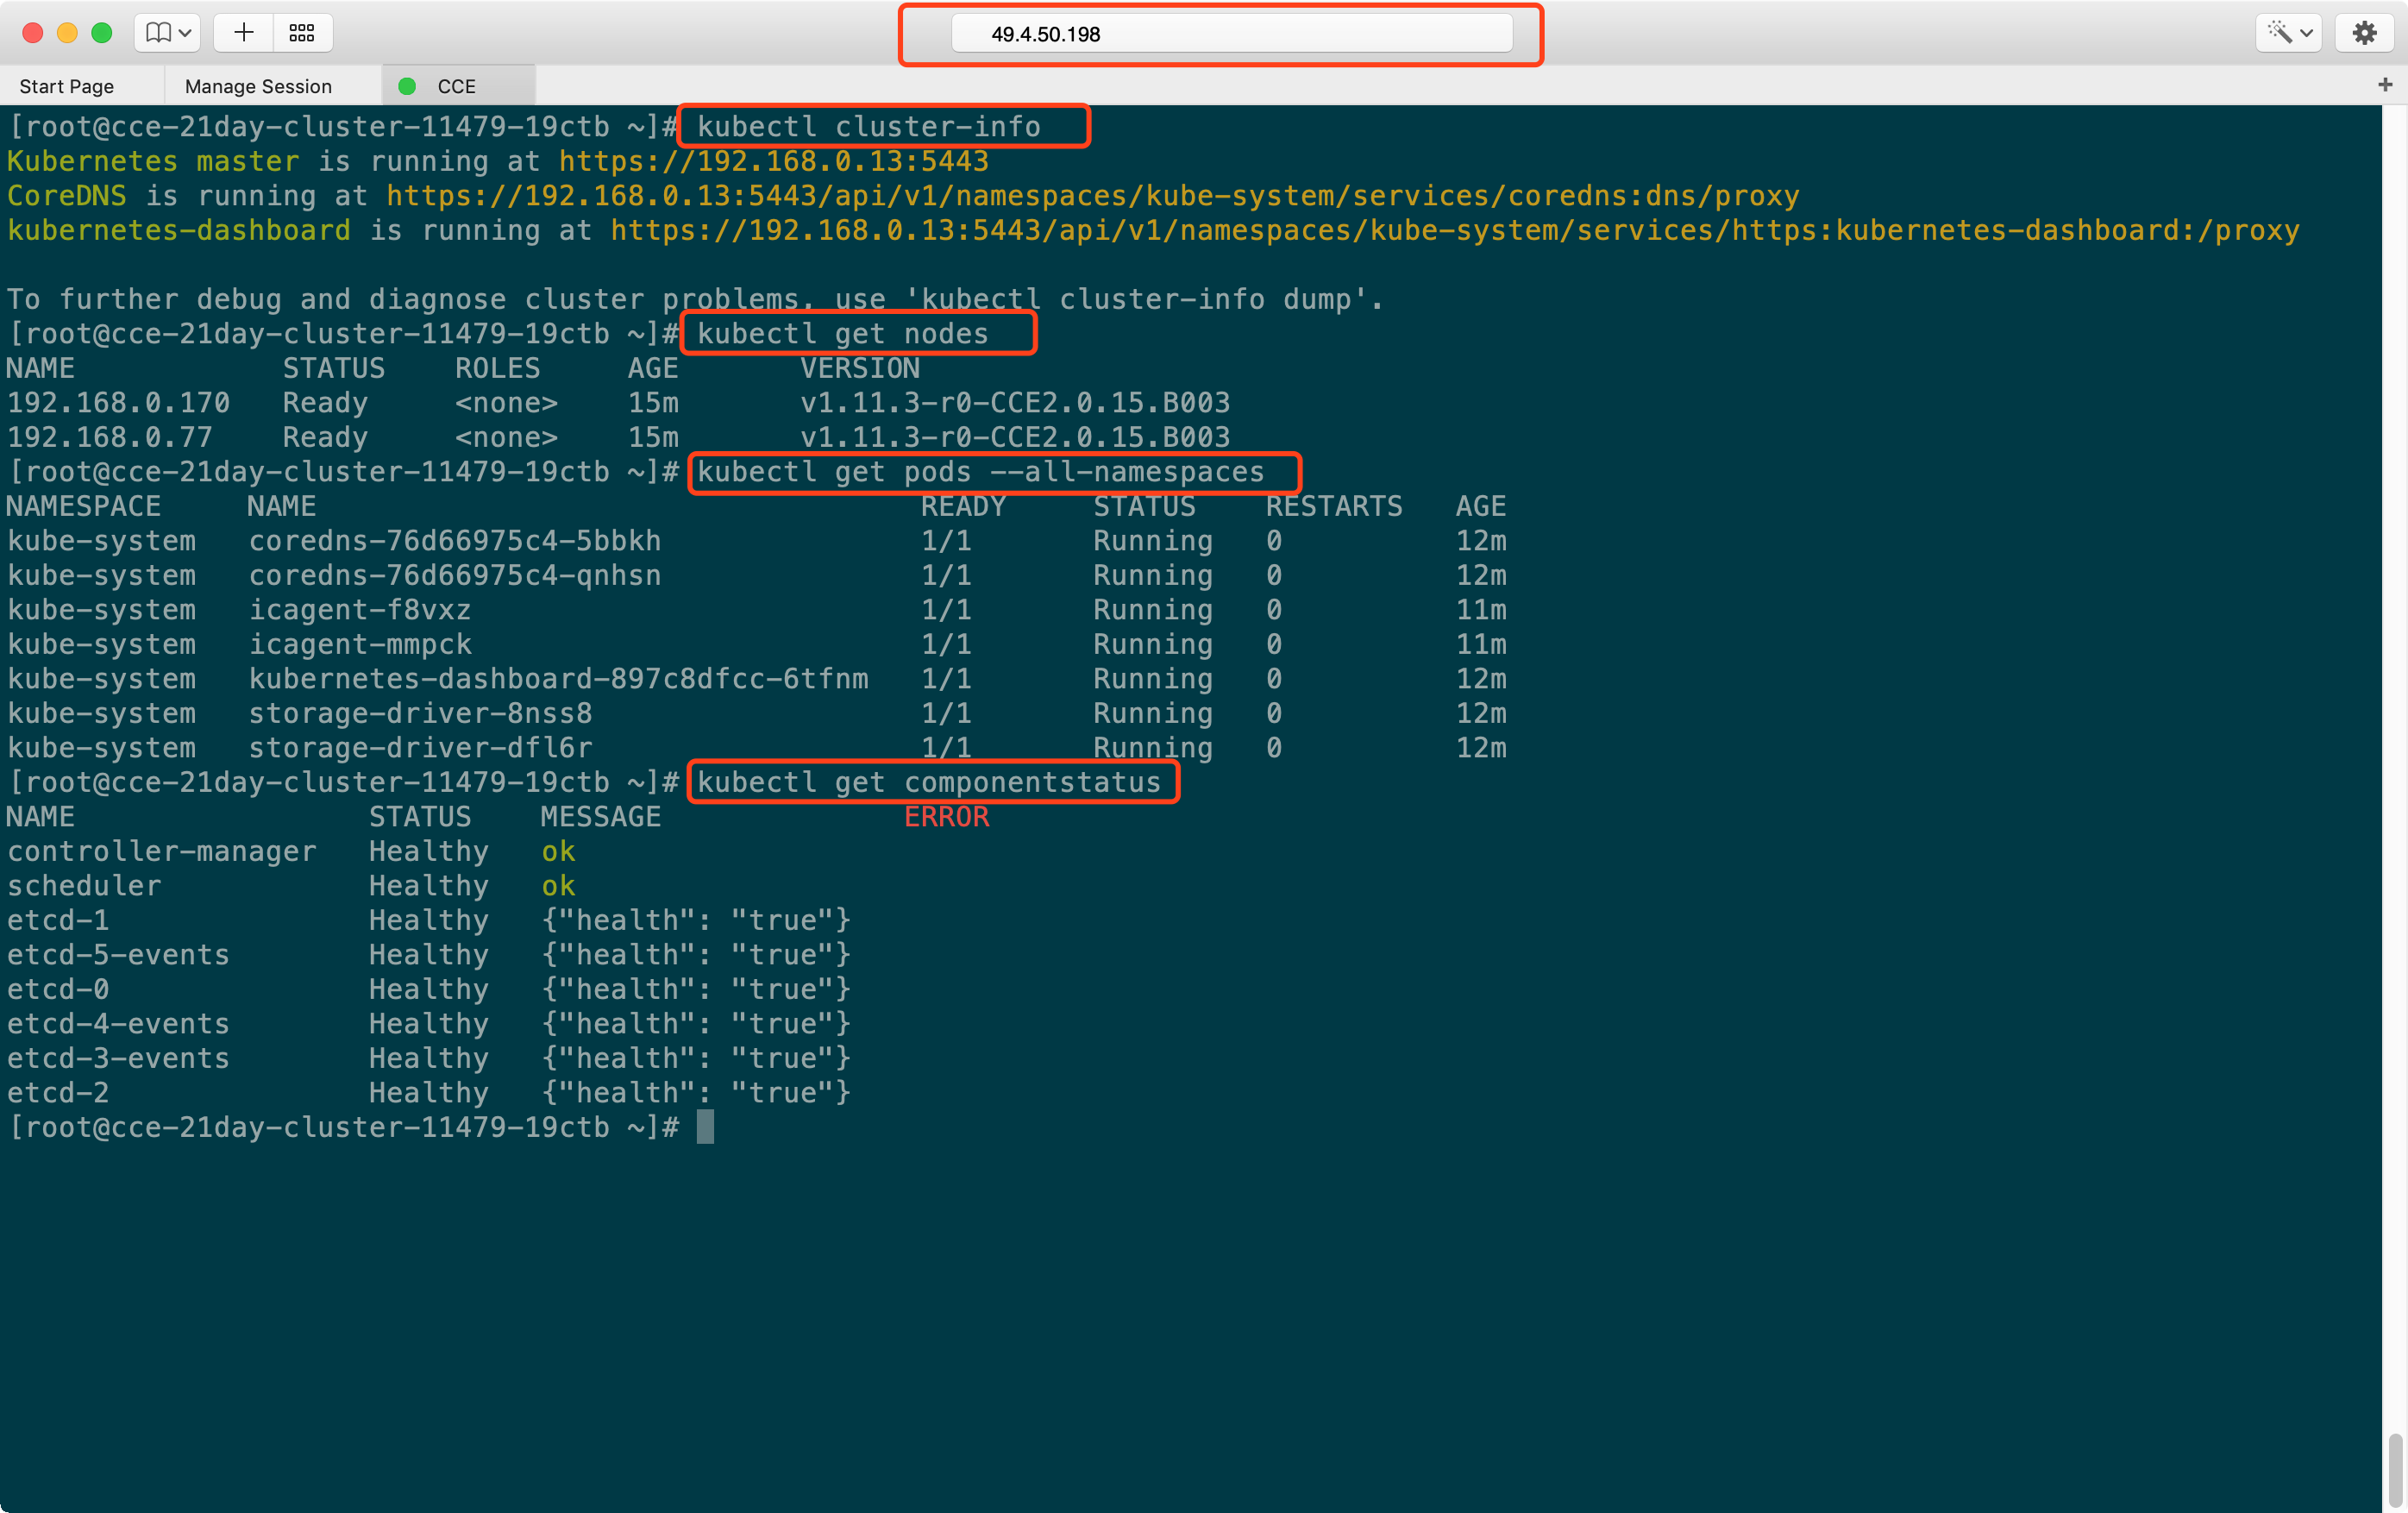 49.4.50.198
Start Page Manage Session CCE
[root@cce-21day-cluster-11479-19ctb ~]# kubectl cluster-info
Kubernetes master is running at https://192.168.0.13:5443
CoreDNS is running at https://192.168.0.13:5443/api/v1/namespaces/kube-system/services/coredns:dns/proxy
kubernetes-dashboard is running at https://192.168.0.13:5443/api/v1/namespaces/kube-system/services/https:kubernetes-dashboard:/proxy
To further debug and diagnose cluster problems, use 'kubectl cluster-info dump'.
[root@cce-21day-cluster-11479-19ctb ~]# kubectl get nodes
NAME STATUS ROLES AGE VERSION
192.168.0.170 Ready <none> 15m v1.11.3-r0-CCE2.0.15.B003
192.168.0.77 Ready <none> 15m v1.11.3-r0-CCE2.0.15.B003
[root@cce-21day-cluster-11479-19ctb ~]# kubectl get pods --all-namespaces
NAMESPACE NAME READY STATUS RESTARTS AGE
kube-system coredns-76d66975c4-5bbkh 1/1 Running 0 12m
kube-system coredns-76d66975c4-qnhsn 1/1 Running 0 12m
kube-system icagent-f8vxz 1/1 Running 0 11m
kube-system icagent-mmpck 1/1 Running 0 11m
kube-system kubernetes-dashboard-897c8dfcc-6tfnm 1/1 Running 0 12m
kube-system storage-driver-8nss8 1/1 Running 0 12m
kube-system storage-driver-dfl6r 1/1 Running 0 12m
[root@cce-21day-cluster-11479-19ctb ~]# kubectl get componentstatus
NAME STATUS MESSAGE ERROR
controller-manager Healthy ok
scheduler Healthy ok
etcd-1 Healthy {"health": "true"}
etcd-5-events Healthy {"health": "true"}
etcd-0 Healthy {"health": "true"}
etcd-4-events Healthy {"health": "true"}
etcd-3-events Healthy {"health": "true"}
etcd-2 Healthy {"health": "true"}
[root@cce-21day-cluster-11479-19ctb ~]#